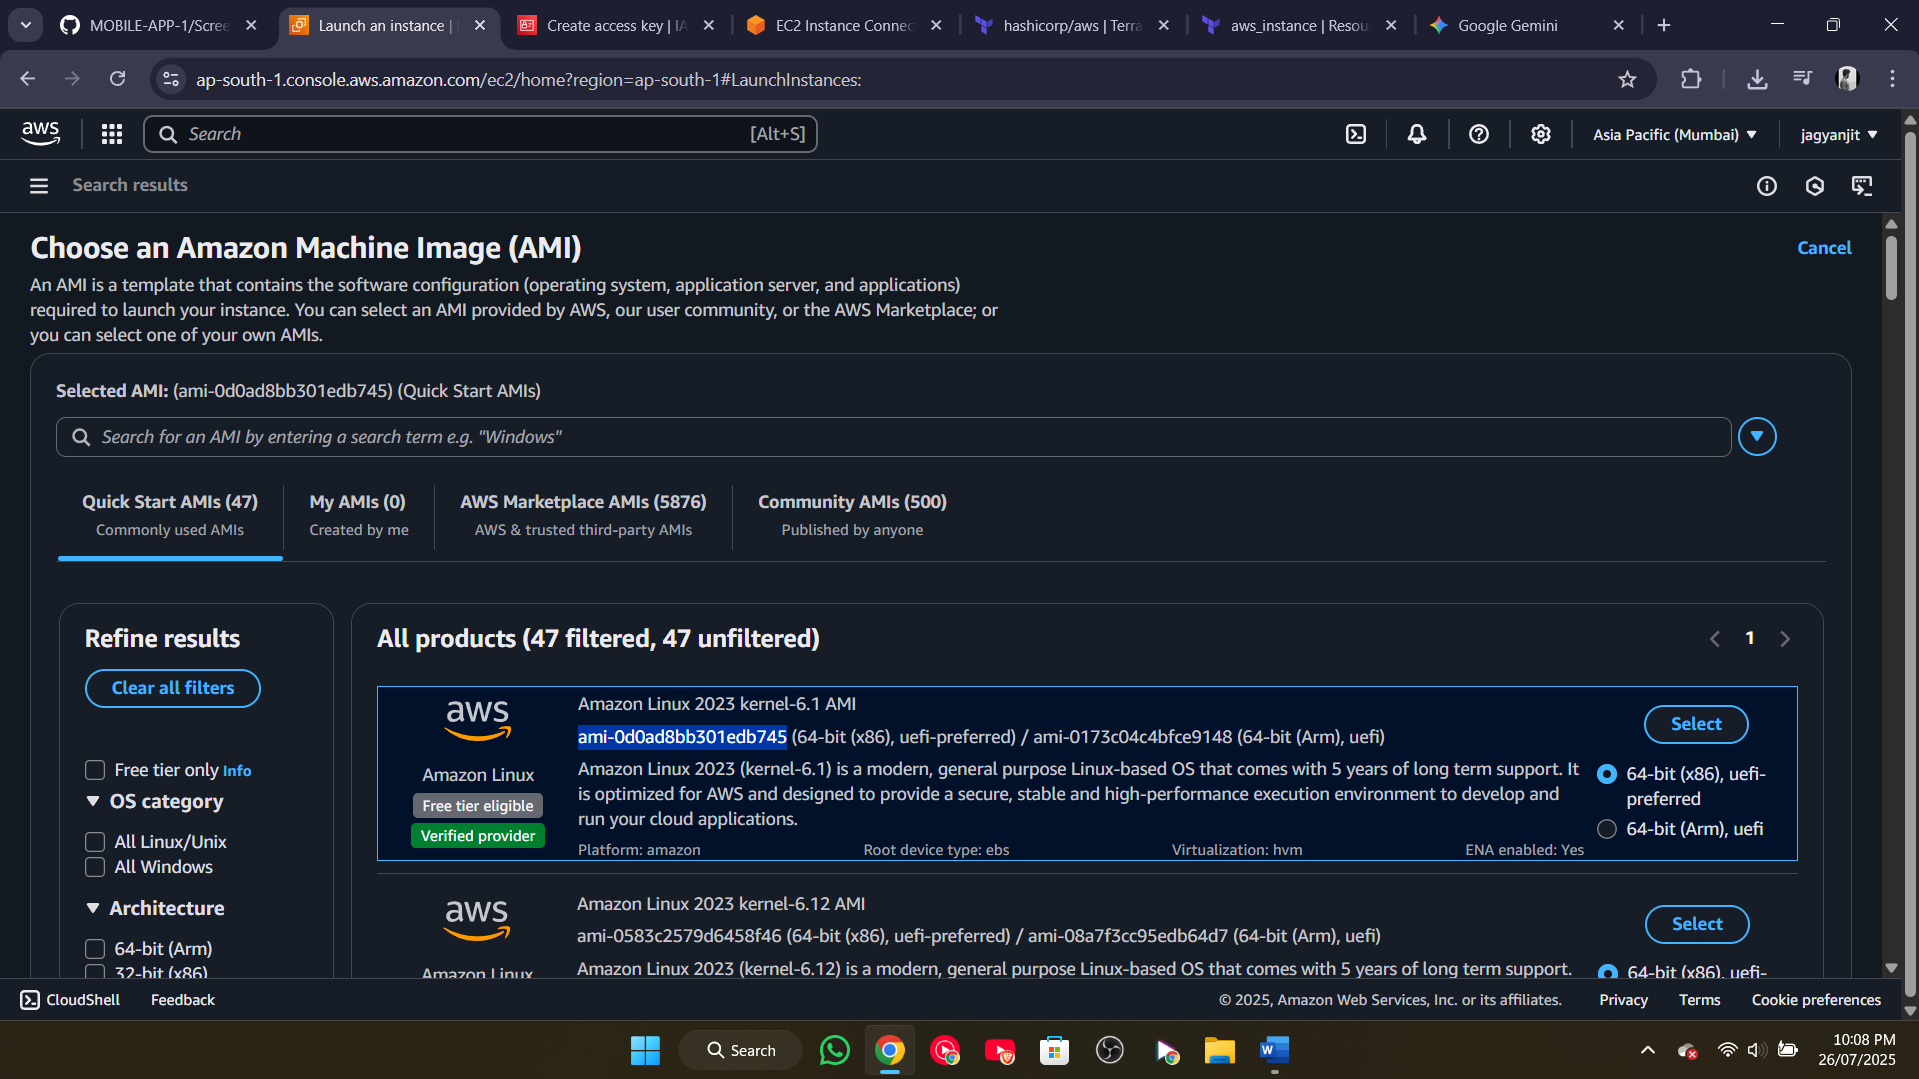 MOBILE-APP-1/Scree
Launch an instance |
Create access key | IA
EC2 Instance Connec
hashicorp/aws | Terra
aws_instance | Resou
Google Gemini
ap-south-1.console.aws.amazon.com/ec2/home?region=ap-south-1#LaunchInstances:
aws
Search
[Alt+S]
Asia Pacific (Mumbai)
jagyanjit
Search results
Choose an Amazon Machine Image (AMI)
Cancel
An AMI is a template that contains the software configuration (operating system, application server, and applications)
required to launch your instance. You can select an AMI provided by AWS, our user community, or the AWS Marketplace; or
you can select one of your own AMIs.
Selected AMI: (ami-0d0ad8bb301edb745) (Quick Start AMIs)
Search for an AMI by entering a search term e.g. "Windows"
Quick Start AMIs (47)
Commonly used AMIs
My AMIs (0)
Created by me
AWS Marketplace AMIs (5876)
AWS & trusted third-party AMIs
Community AMIs (500)
Published by anyone
Refine results
Clear all filters
Free tier only Info
OS category
All Linux/Unix
All Windows
Architecture
64-bit (Arm)
32-bit (x86)
All products (47 filtered, 47 unfiltered)
1
aws
Amazon Linux
Free tier eligible
Verified provider
Amazon Linux 2023 kernel-6.1 AMI
ami-0d0ad8bb301edb745 (64-bit (x86), uefi-preferred) / ami-0173c04c4bfce9148 (64-bit (Arm), uefi)
Amazon Linux 2023 (kernel-6.1) is a modern, general purpose Linux-based OS that comes with 5 years of long term support. It
is optimized for AWS and designed to provide a secure, stable and high-performance execution environment to develop and
run your cloud applications.
Platform: amazon
Root device type: ebs
Virtualization: hvm
ENA enabled: Yes
Select
64-bit (x86), uefi-
preferred
64-bit (Arm), uefi
aws
Amazon Linux
Amazon Linux 2023 kernel-6.12 AMI
ami-0583c2579d6458f46 (64-bit (x86), uefi-preferred) / ami-08a7f3cc95edb64d7 (64-bit (Arm), uefi)
Amazon Linux 2023 (kernel-6.12) is a modern, general purpose Linux-based OS that comes with 5 years of long term support.
Select
64-bit (x86), uefi-
CloudShell
Feedback
© 2025, Amazon Web Services, Inc. or its affiliates.
Privacy
Terms
Cookie preferences
Search
10:08 PM
26/07/2025